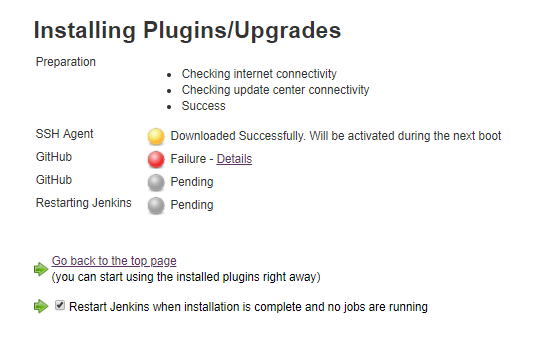 Installing Plugins/Upgrades
Preparation
Checking internet connectivity
Checking update center connectivity
Success
SSH Agent Downloaded Successfully. Will be activated during the next boot
GitHub Failure - Details
GitHub Pending
Restarting Jenkins Pending
Go back to the top page
(you can start using the installed plugins right away)
Restart Jenkins when installation is complete and no jobs are running